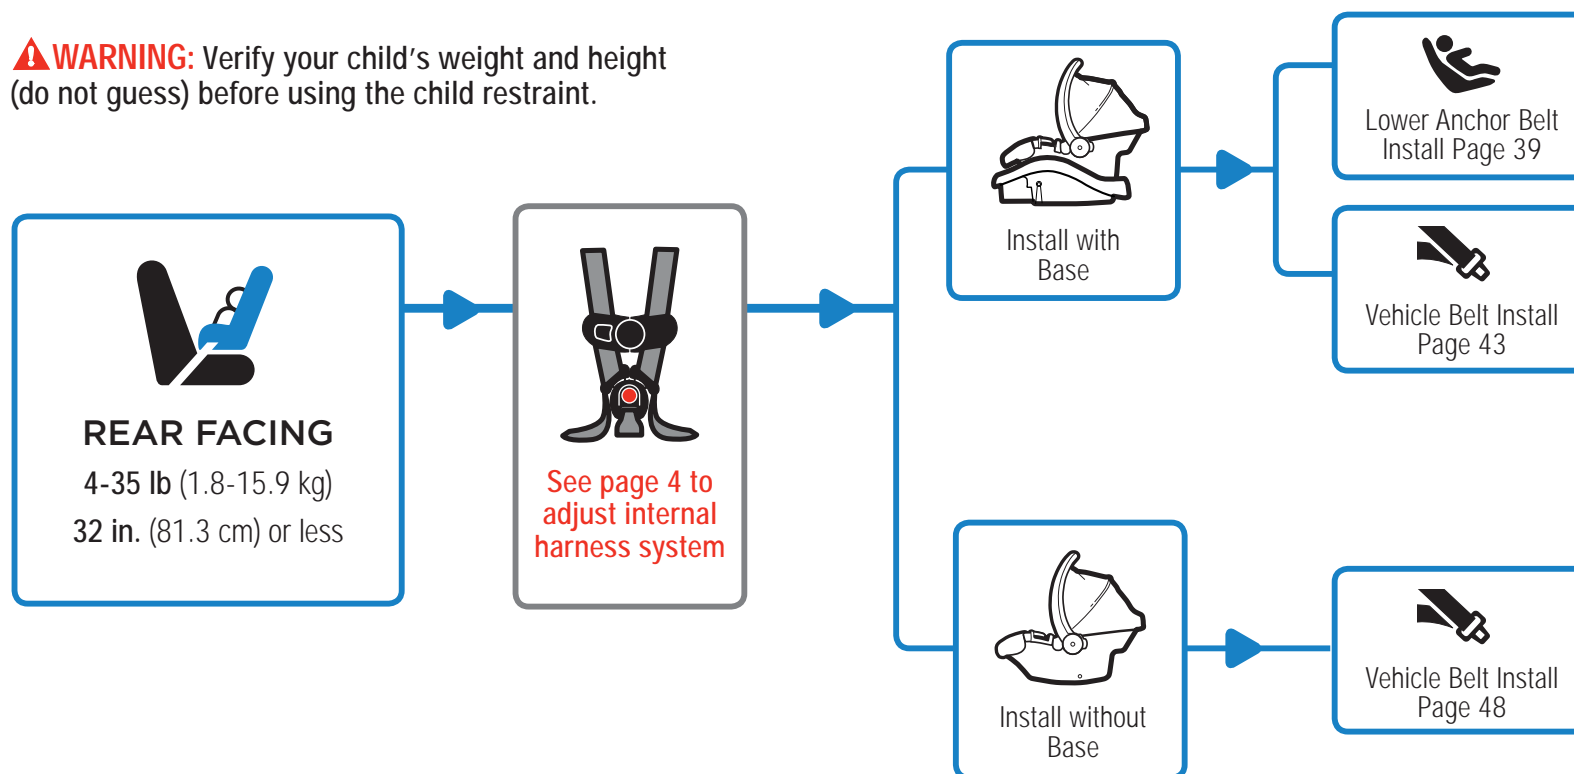 WARNING: Verify your child's weight and height
(do not guess) before using the child restraint.
REAR FACING
4-35 lb (1.8-15.9 kg)
32 in. (81.3 cm) or less
See page 4 to
adjust internal
harness system
Install with
Base
Lower Anchor Belt
Install Page 39
Vehicle Belt Install
Page 43
Install without
Base
Vehicle Belt Install
Page 48